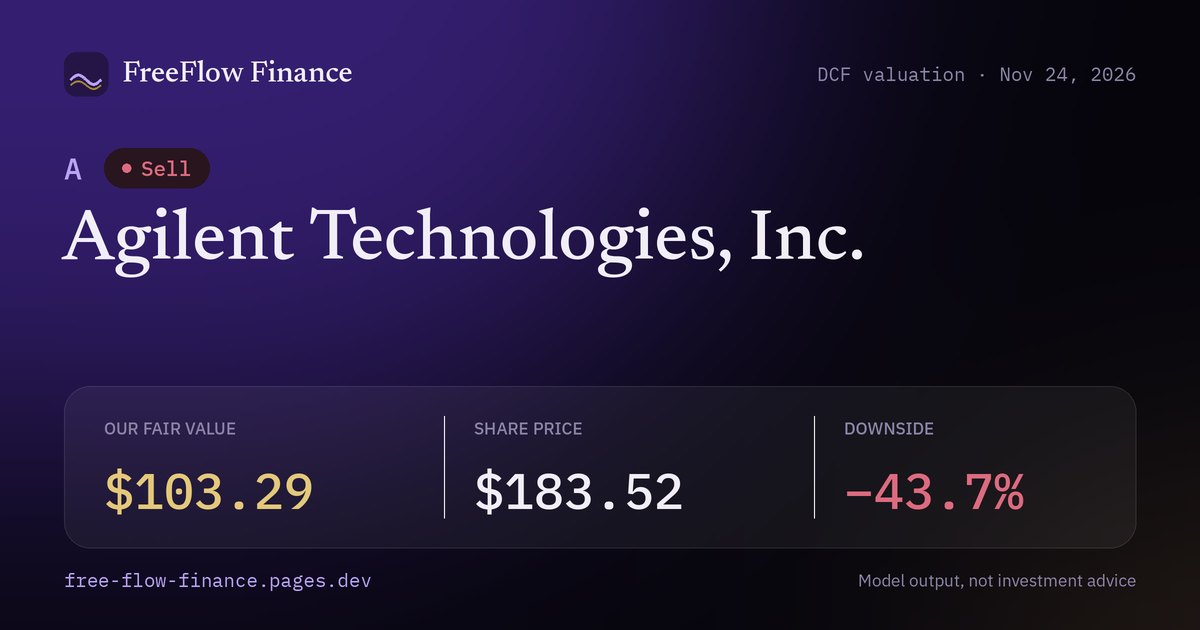 FreeFlow Finance
DCF valuation · Nov 24, 2026
A
Sell
Agilent Technologies, Inc.
OUR FAIR VALUE
$103.29
SHARE PRICE
$183.52
DOWNSIDE
−43.7%
free-flow-finance.pages.dev
Model output, not investment advice